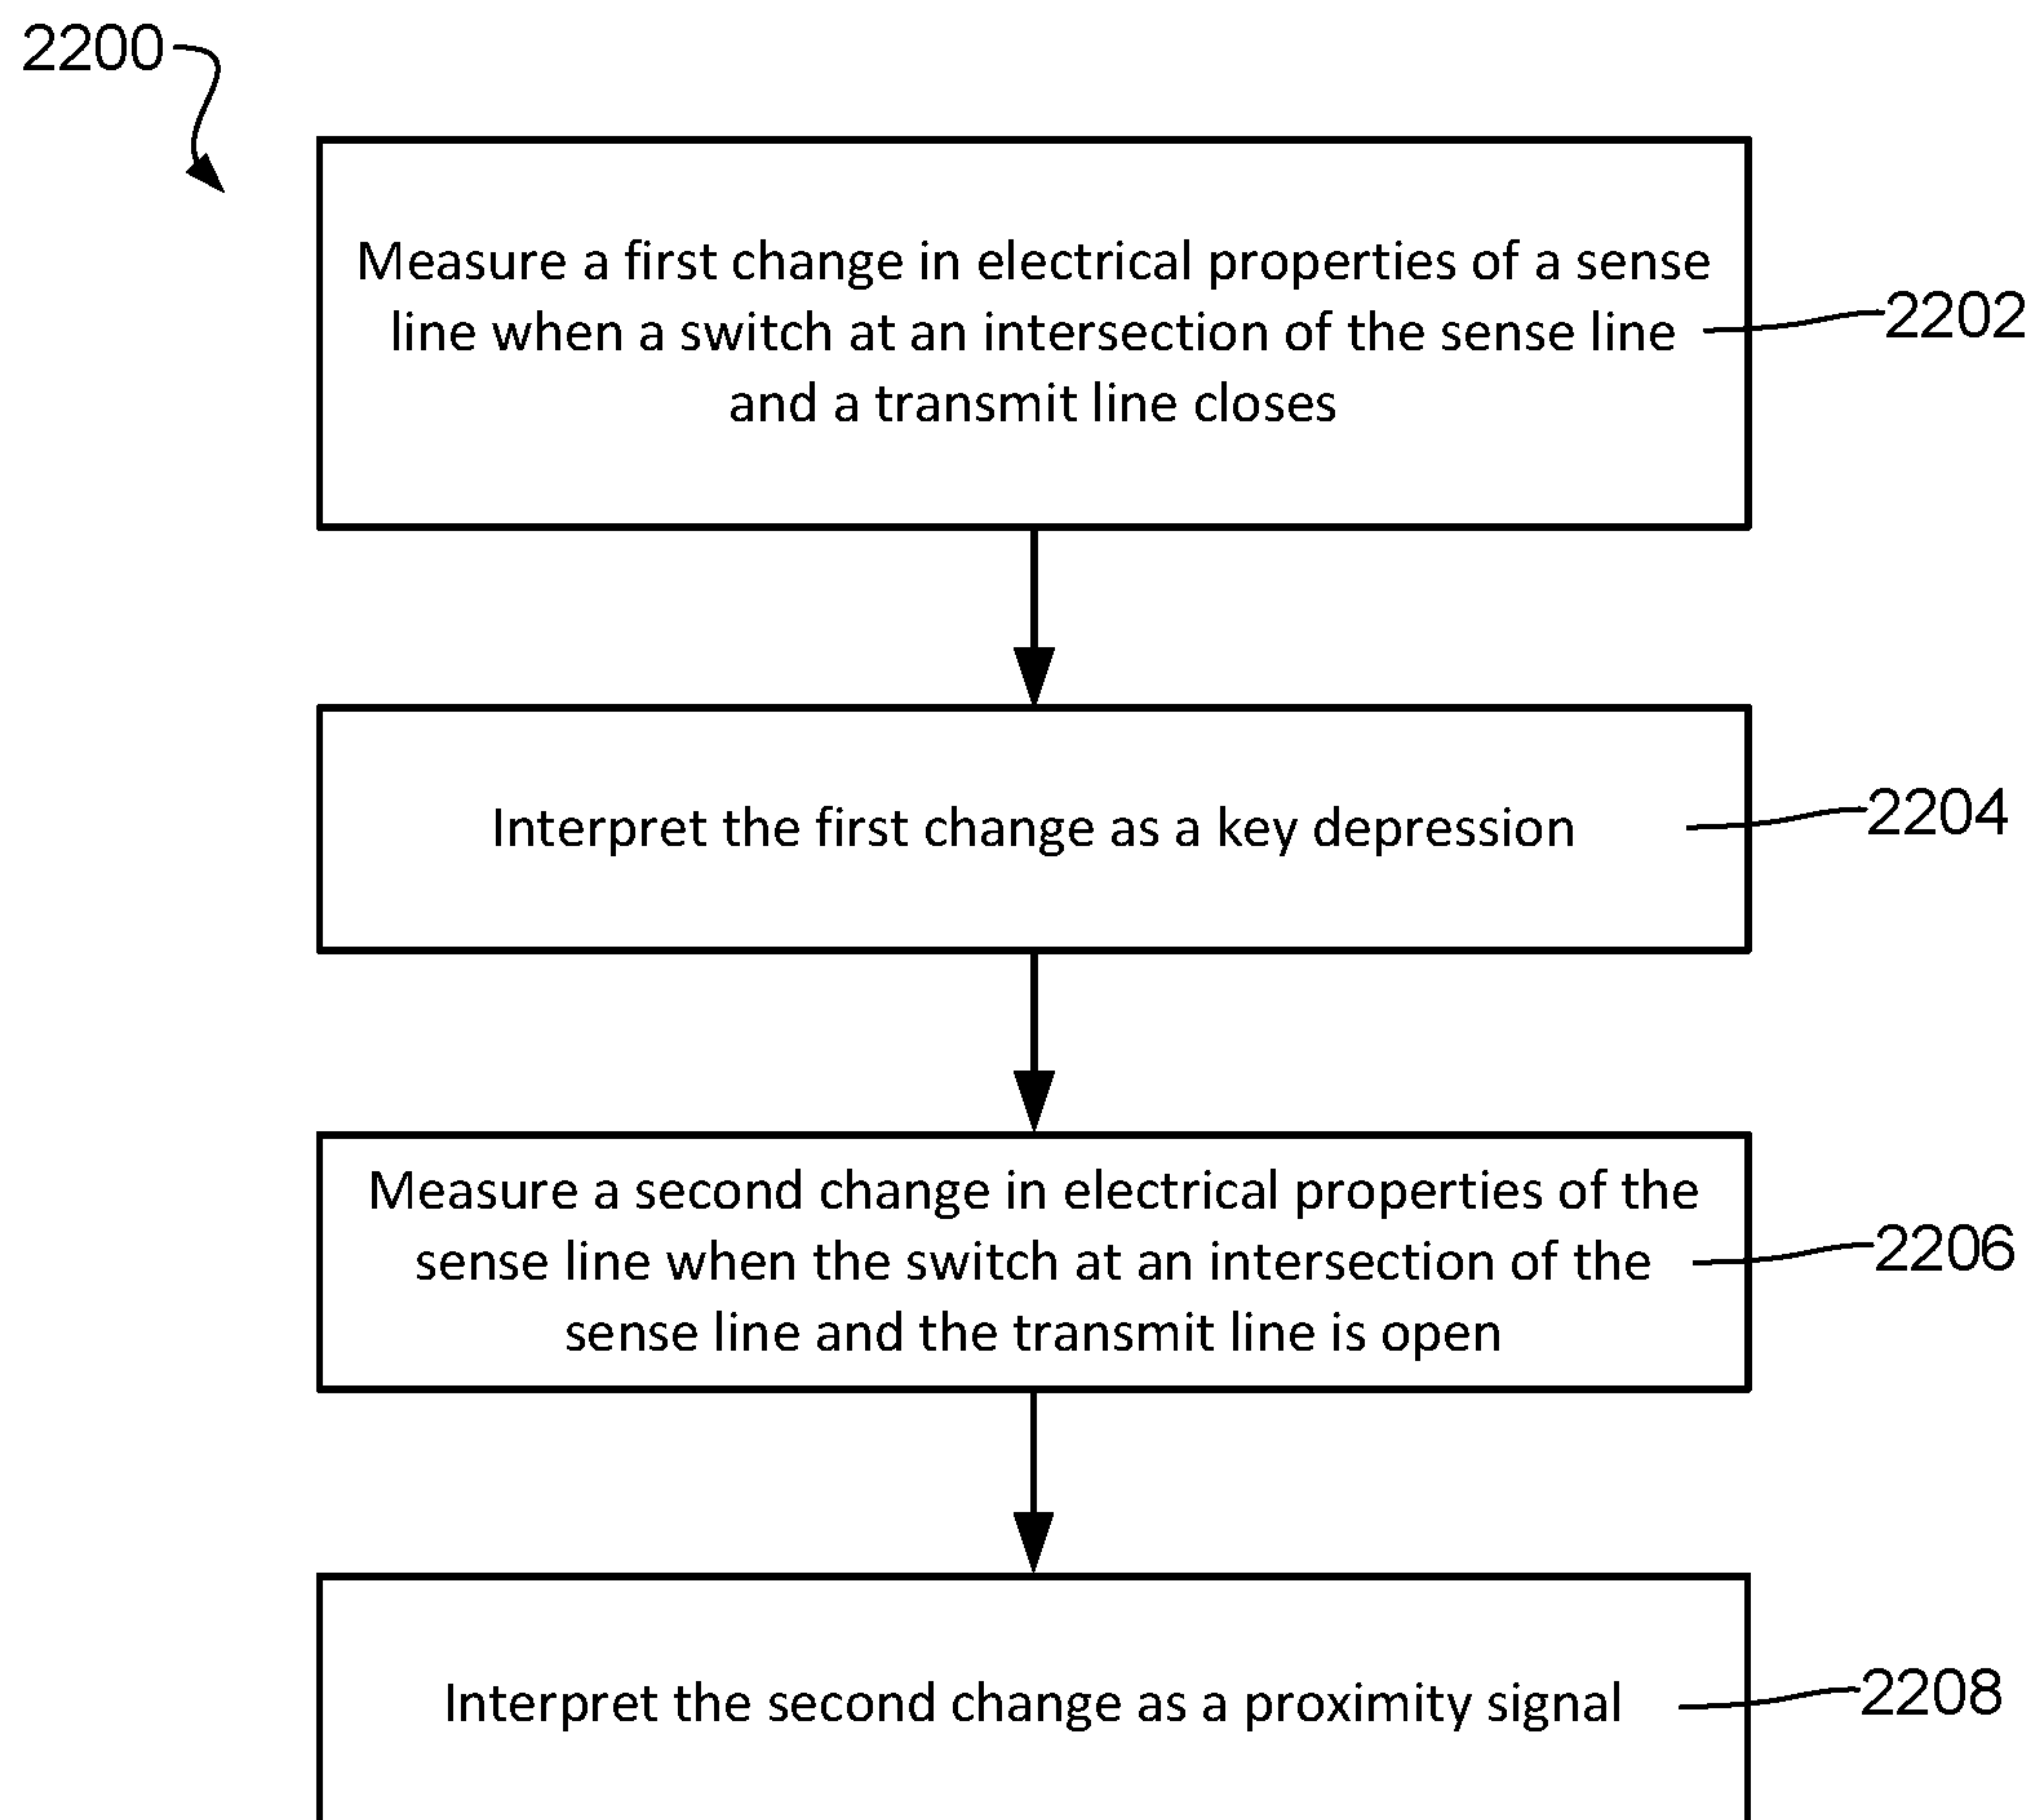 2200
Measure a first change in electrical properties of a sense
line when a switch at an intersection of the sense line
and a transmit line closes
2202
Interpret the first change as a key depression
2204
Measure a second change in electrical properties of the
sense line when the switch at an intersection of the
sense line and the transmit line is open
2206
Interpret the second change as a proximity signal
2208